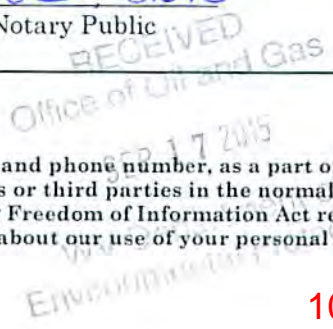 Notary Public
RECEIVED
Office of Oil and Gas
SEP 17 2015
and phone number, as a part o
s or third parties in the normal
Freedom of Information Act re
about our use of your personal
10